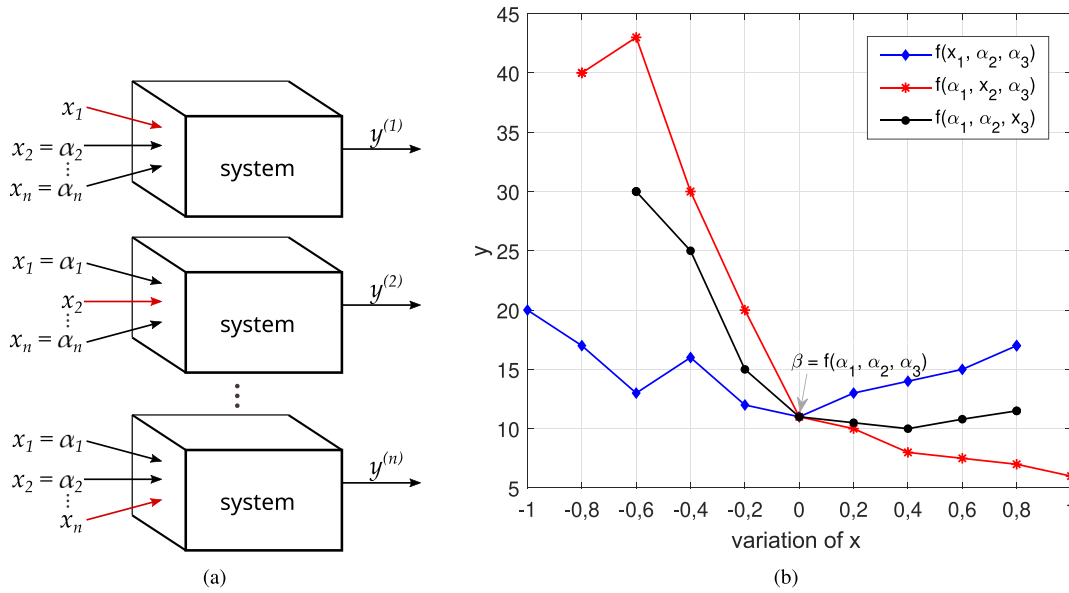 x₁
x₂ = α₂
⋮
xₙ = αₙ
system
y⁽¹⁾
x₁ = α₁
x₂
⋮
xₙ = αₙ
system
y⁽²⁾
⋮
x₁ = α₁
x₂ = α₂
⋮
xₙ
system
y⁽ⁿ⁾
(a)
45
40
35
30
25
20
15
10
5
y
f(x₁, α₂, α₃)
f(α₁, x₂, α₃)
f(α₁, α₂, x₃)
β = f(α₁, α₂, α₃)
-1 -0,8 -0,6 -0,4 -0,2 0 0,2 0,4 0,6 0,8 1
variation of x
(b)